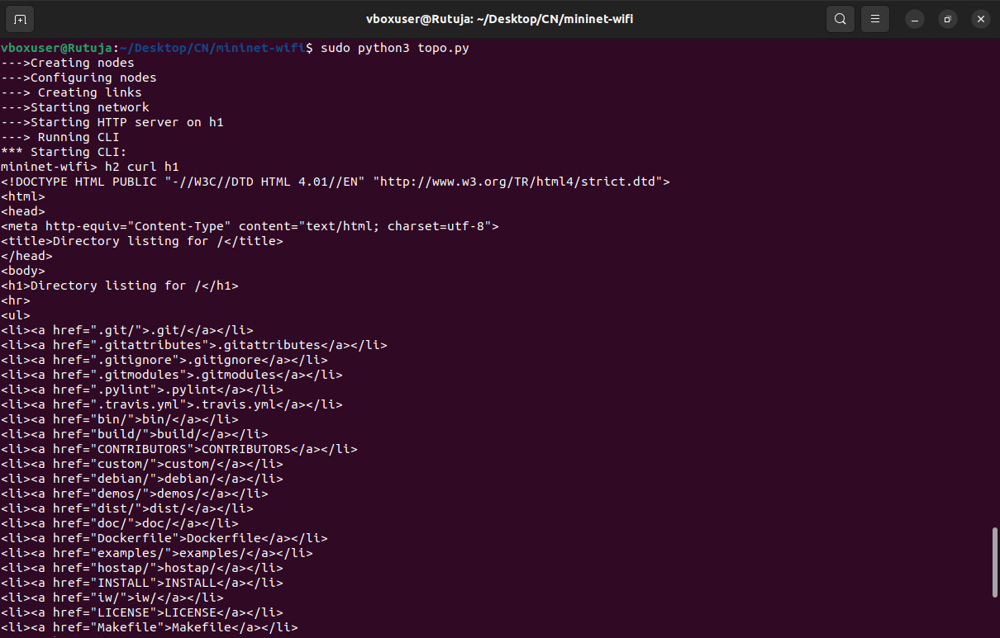 vboxuser@Rutuja: ~/Desktop/CN/mininet-wifi
vboxuser@Rutuja:~/Desktop/CN/mininet-wifi$ sudo python3 topo.py
--->Creating nodes
--->Configuring nodes
---> Creating links
--->Starting network
--->Starting HTTP server on h1
---> Running CLI
*** Starting CLI:
mininet-wifi> h2 curl h1
<!DOCTYPE HTML PUBLIC "-//W3C//DTD HTML 4.01//EN" "http://www.w3.org/TR/html4/strict.dtd">
<html>
<head>
<meta http-equiv="Content-Type" content="text/html; charset=utf-8">
<title>Directory listing for /</title>
</head>
<body>
<h1>Directory listing for /</h1>
<hr>
<ul>
<li><a href=".git/">.git/</a></li>
<li><a href=".gitattributes">.gitattributes</a></li>
<li><a href=".gitignore">.gitignore</a></li>
<li><a href=".gitmodules">.gitmodules</a></li>
<li><a href=".pylint">.pylint</a></li>
<li><a href=".travis.yml">.travis.yml</a></li>
<li><a href="bin/">bin/</a></li>
<li><a href="build/">build/</a></li>
<li><a href="CONTRIBUTORS">CONTRIBUTORS</a></li>
<li><a href="custom/">custom/</a></li>
<li><a href="debian/">debian/</a></li>
<li><a href="demos/">demos/</a></li>
<li><a href="dist/">dist/</a></li>
<li><a href="doc/">doc/</a></li>
<li><a href="Dockerfile">Dockerfile</a></li>
<li><a href="examples/">examples/</a></li>
<li><a href="hostap/">hostap/</a></li>
<li><a href="INSTALL">INSTALL</a></li>
<li><a href="iw/">iw/</a></li>
<li><a href="LICENSE">LICENSE</a></li>
<li><a href="Makefile">Makefile</a></li>